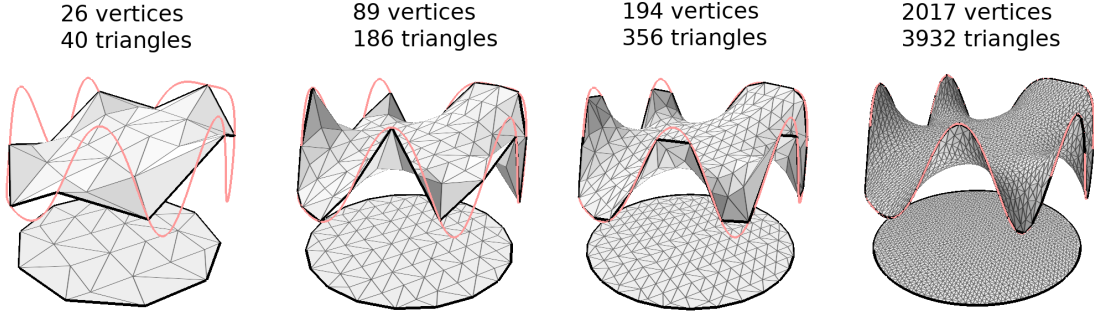 26 vertices
40 triangles
89 vertices
186 triangles
194 vertices
356 triangles
2017 vertices
3932 triangles